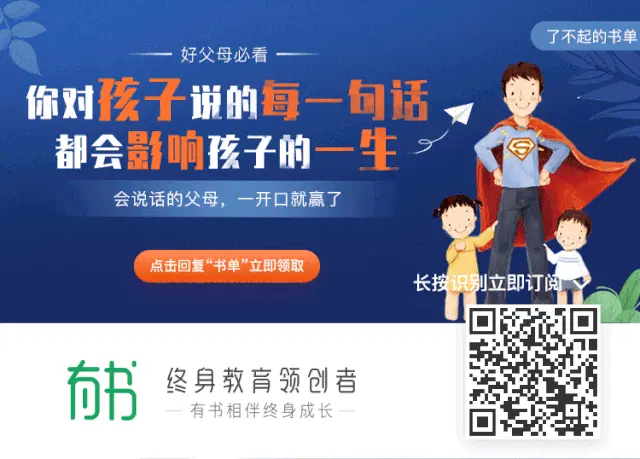 好父母必看
了不起的书单
你对孩子说的每一句话
都会影响孩子的一生
会说话的父母，一开口就赢了
点击回复“书单”立即领取
长按识别立即订阅
有书
终身教育领创者
有书相伴终身成长